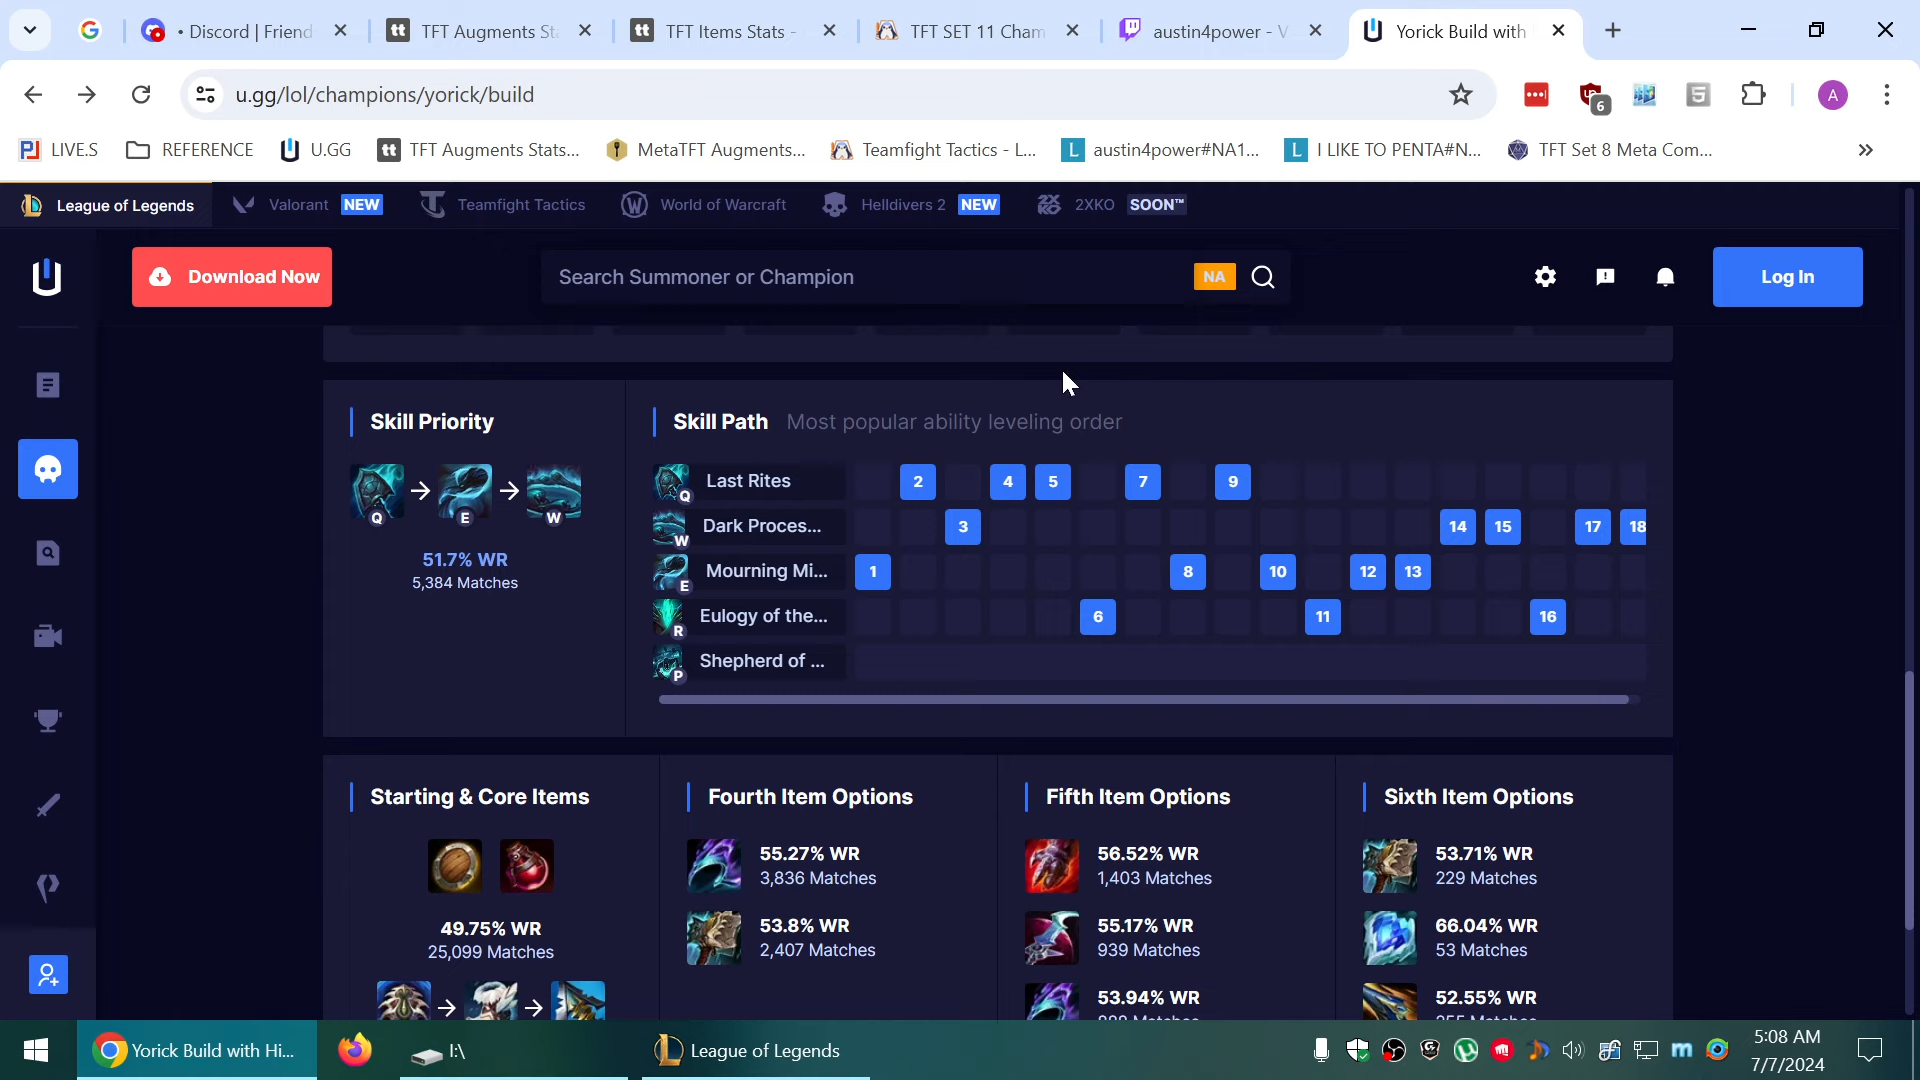 • Discord | Friend
TFT Augments St
TFT Items Stats -
TFT SET 11 Cham
austin4power - V
Yorick Build with
u.gg/lol/champions/yorick/build
6
A
LIVE.S
REFERENCE
U.GG
TFT Augments Stats...
MetaTFT Augments...
Teamfight Tactics - L...
austin4power#NA1...
I LIKE TO PENTA#N...
TFT Set 8 Meta Com...
League of Legends
Valorant NEW
Teamfight Tactics
World of Warcraft
Helldivers 2 NEW
2XKO SOON™
Download Now
Search Summoner or Champion
NA
Log In
Skill Priority
Q E W
51.7% WR
5,384 Matches
Skill Path Most popular ability leveling order
Q Last Rites 2 4 5 7 9
W Dark Proces... 3 14 15 17 18
E Mourning Mi... 1 8 10 12 13
R Eulogy of the... 6 11 16
P Shepherd of ...
Starting & Core Items
49.75% WR
25,099 Matches
Fourth Item Options
55.27% WR
3,836 Matches
53.8% WR
2,407 Matches
Fifth Item Options
56.52% WR
1,403 Matches
55.17% WR
939 Matches
53.94% WR
Sixth Item Options
53.71% WR
229 Matches
66.04% WR
53 Matches
52.55% WR
Yorick Build with Hi...
I:\
League of Legends
5:08 AM
7/7/2024